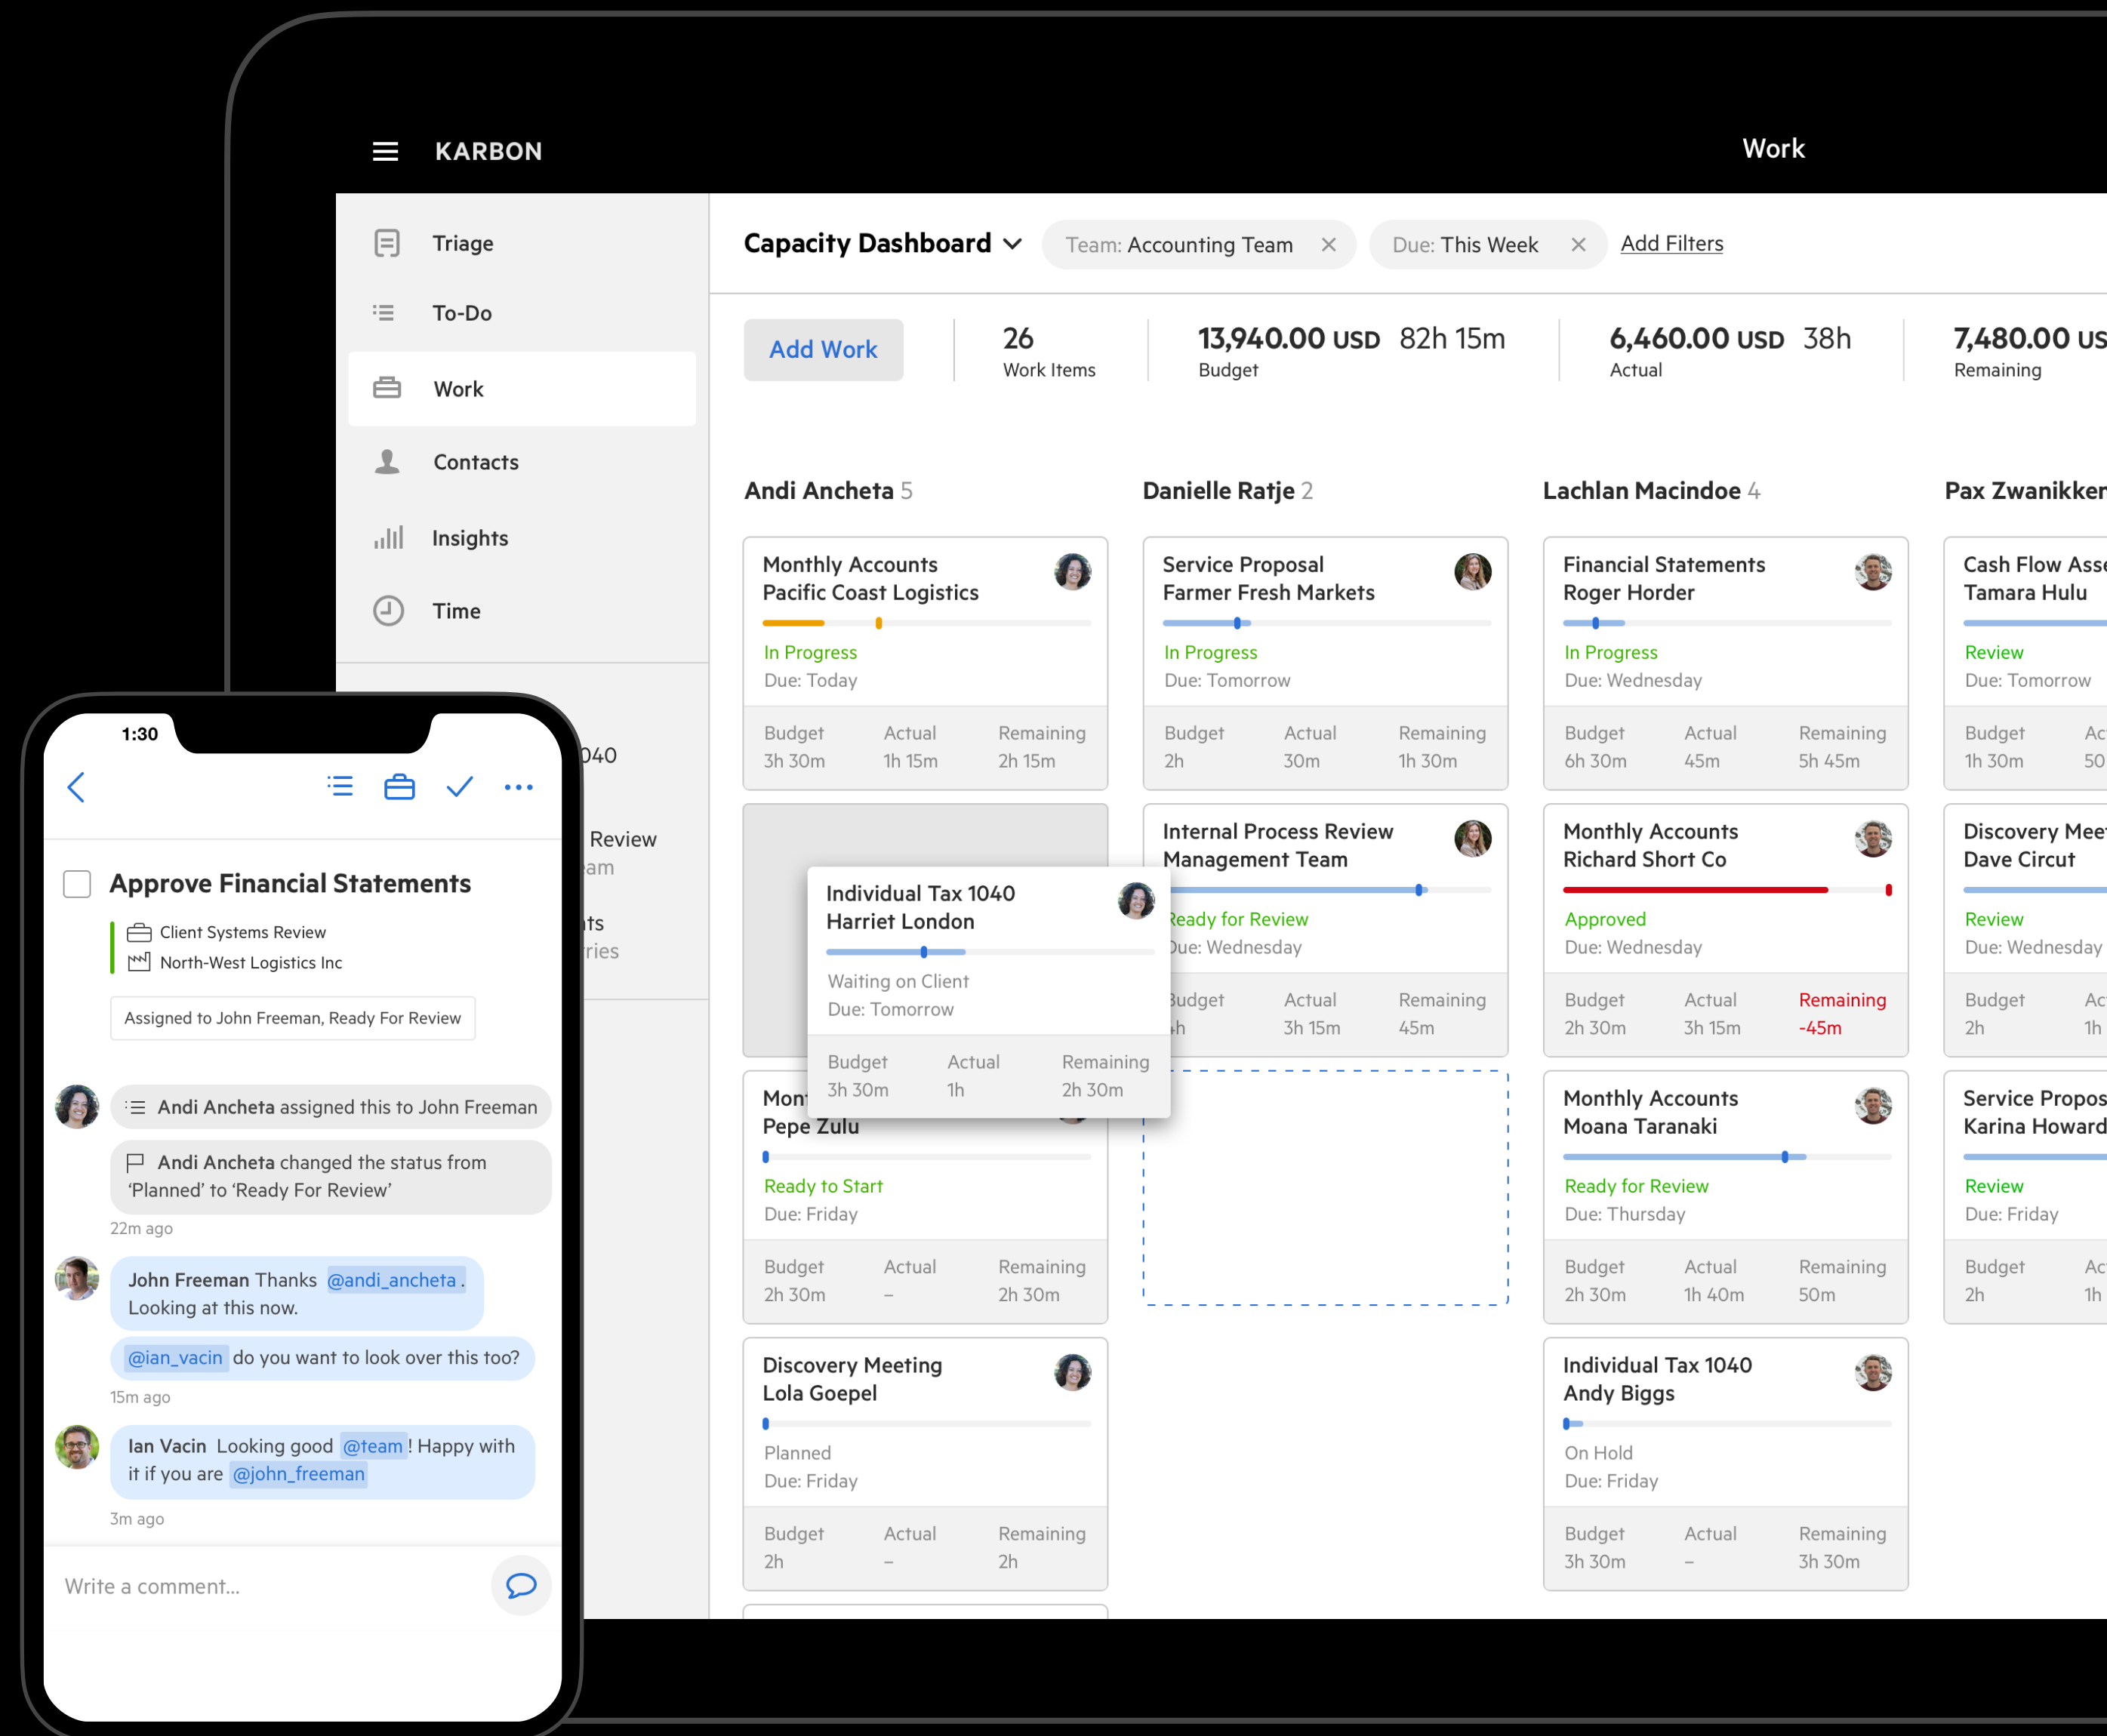 KARBON
Work
Triage
To-Do
Work
Contacts
Insights
Time
040
Review
Capacity Dashboard
Team: Accounting Team
Due: This Week
Add Filters
Add Work
26
Work Items
13,940.00 USD 82h 15m
Budget
6,460.00 USD 38h
Actual
7,480.00
Remaining
Andi Ancheta 5
Monthly Accounts
Pacific Coast Logistics
In Progress
Due: Today
Budget Actual Remaining
3h 30m 1h 15m 2h 15m
Individual Tax 1040
Harriet London
Waiting on Client
Due: Tomorrow
Budget Actual Remaining
3h 30m 1h 2h 30m
Pepe Zulu
Ready to Start
Due: Friday
Budget Actual Remaining
2h 30m – 2h 30m
Discovery Meeting
Lola Goepel
Planned
Due: Friday
Budget Actual Remaining
2h – 2h
Danielle Ratje 2
Service Proposal
Farmer Fresh Markets
In Progress
Due: Tomorrow
Budget Actual Remaining
2h 30m 1h 30m
Internal Process Review
Management Team
Ready for Review
Due: Wednesday
Budget Actual Remaining
3h 15m 45m
Lachlan Macindoe 4
Financial Statements
Roger Horder
In Progress
Due: Wednesday
Budget Actual Remaining
6h 30m 45m 5h 45m
Monthly Accounts
Richard Short Co
Approved
Due: Wednesday
Budget Actual Remaining
2h 30m 3h 15m -45m
Monthly Accounts
Moana Taranaki
Ready for Review
Due: Thursday
Budget Actual Remaining
2h 30m 1h 40m 50m
Individual Tax 1040
Andy Biggs
On Hold
Due: Friday
Budget Actual Remaining
3h 30m – 3h 30m
Pax Zwanikken
Cash Flow
Tamara Hulu
Review
Due: Tomorrow
Budget
1h 30m
Discovery
Dave Circut
Review
Due: Wednesday
Budget
2h 1h
Service
Karina Howard
Review
Due: Friday
Budget
2h 1h
1:30
Approve Financial Statements
Client Systems Review
North-West Logistics Inc
Assigned to John Freeman, Ready For Review
Andi Ancheta assigned this to John Freeman
Andi Ancheta changed the status from
‘Planned’ to ‘Ready For Review’
22m ago
John Freeman Thanks @andi_ancheta .
Looking at this now.
@ian_vacin do you want to look over this too?
15m ago
Ian Vacin Looking good @team ! Happy with
it if you are @john_freeman
3m ago
Write a comment...